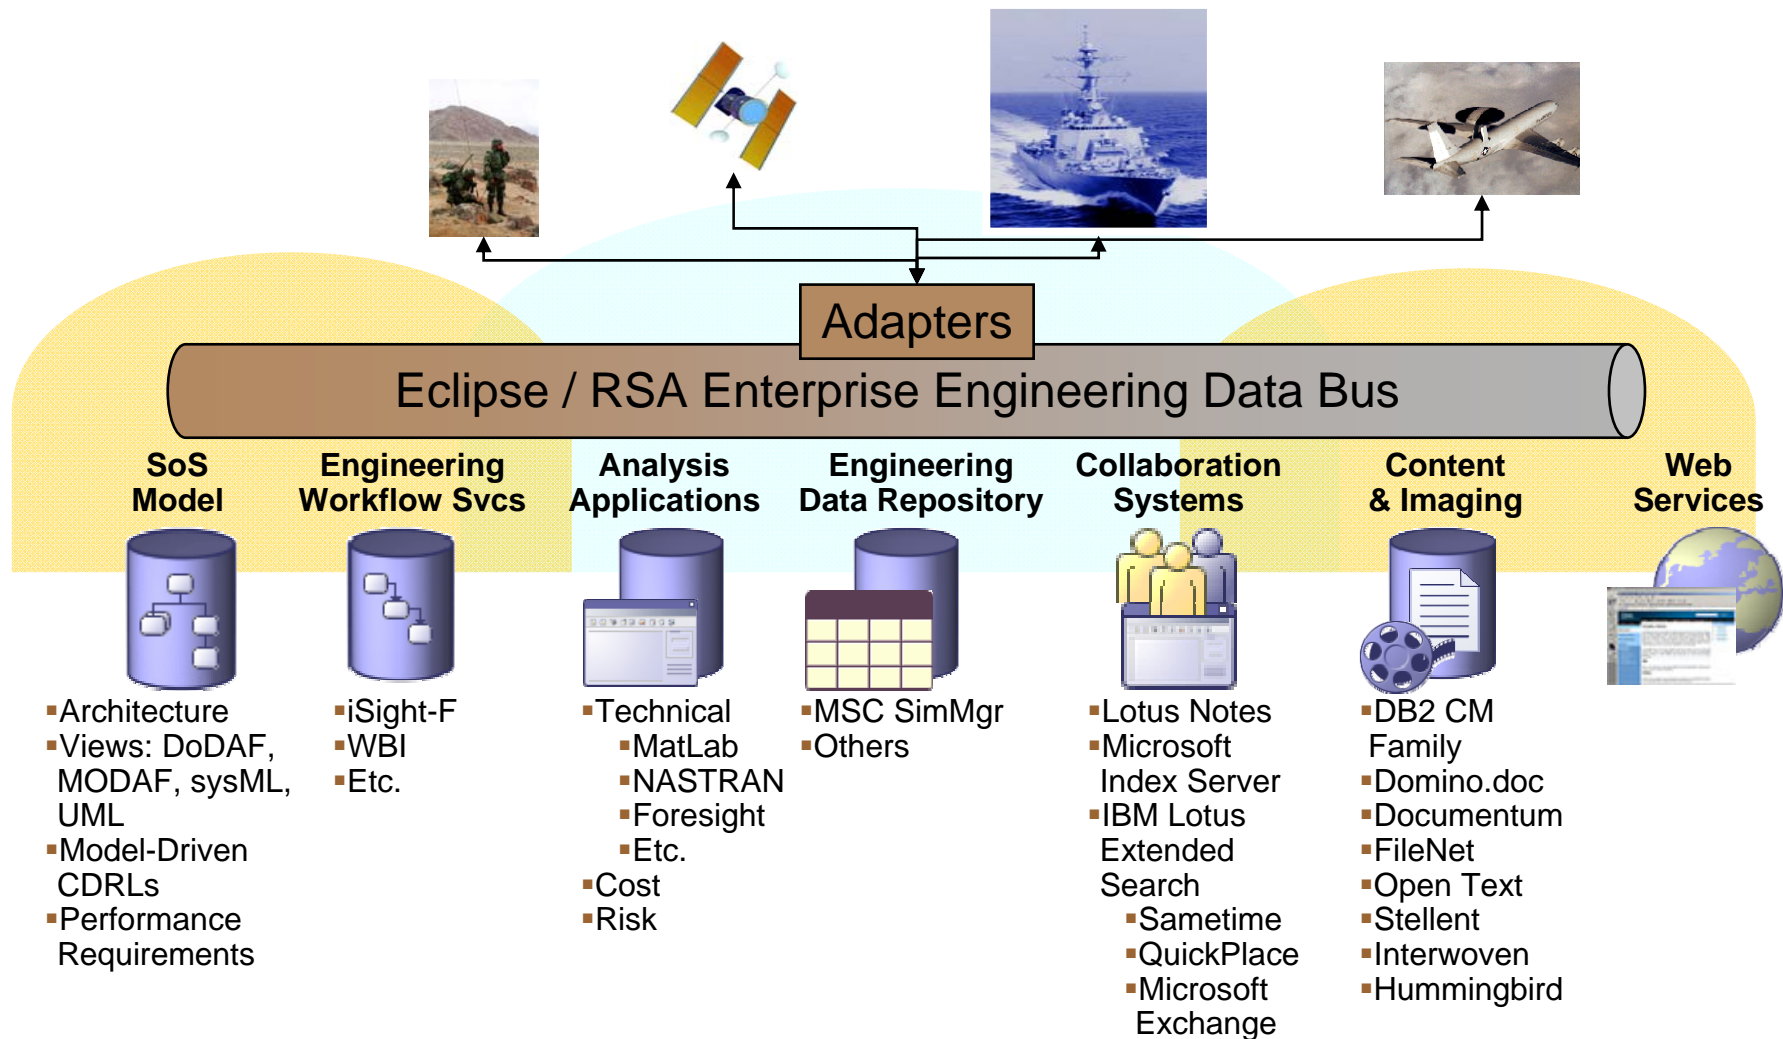 Adapters
Eclipse / RSA Enterprise Engineering Data Bus
SoS
Model
▪Architecture
▪Views: DoDAF,
MODAF, sysML,
UML
▪Model-Driven
CDRLs
▪Performance
Requirements
Engineering
Workflow Svcs
▪iSight-F
▪WBI
▪Etc.
Analysis
Applications
▪Technical
▪MatLab
▪NASTRAN
▪Foresight
▪Etc.
▪Cost
▪Risk
Engineering
Data Repository
▪MSC SimMgr
▪Others
Collaboration
Systems
▪Lotus Notes
▪Microsoft
Index Server
▪IBM Lotus
Extended
Search
▪Sametime
▪QuickPlace
▪Microsoft
Exchange
Content
& Imaging
▪DB2 CM
Family
▪Domino.doc
▪Documentum
▪FileNet
▪Open Text
▪Stellent
▪Interwoven
▪Hummingbird
Web
Services